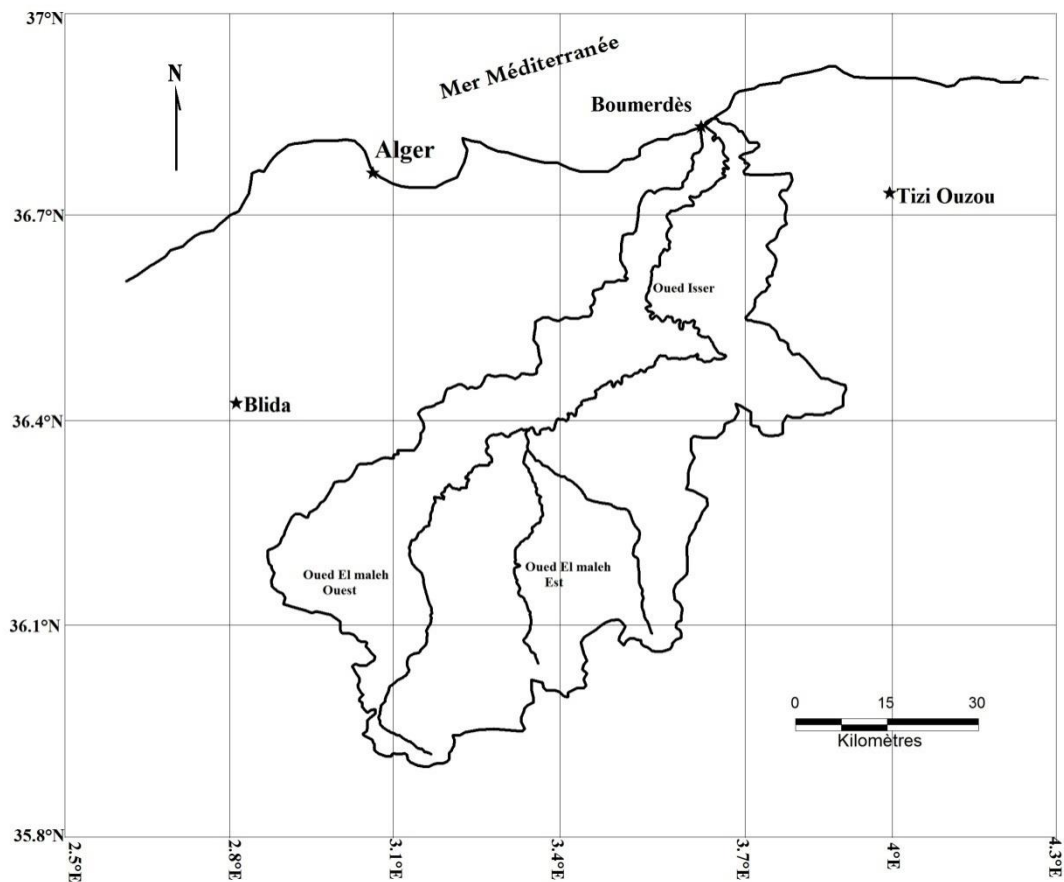 37°N
Mer Méditerranée
N
Boumerdès
Alger
Tizi Ouzou
36.7°N
Oued Isser
Blida
36.4°N
Oued El maleh
Ouest
Oued El maleh
Est
36.1°N
0 15 30
Kilomètres
35.8°N
2.5°E 2.8°E 3.1°E 3.4°E 3.7°E 4°E 4.3°E